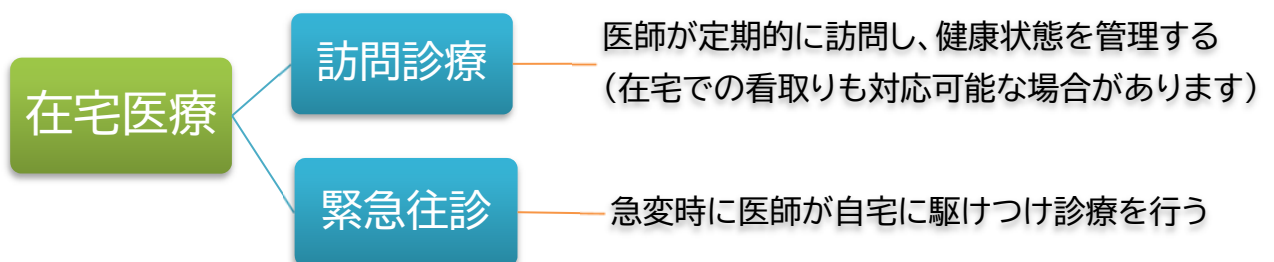 在宅医療
訪問診療
医師が定期的に訪問し、健康状態を管理する
（在宅での看取りも対応可能な場合があります）
緊急往診
急変時に医師が自宅に駆けつけ診療を行う